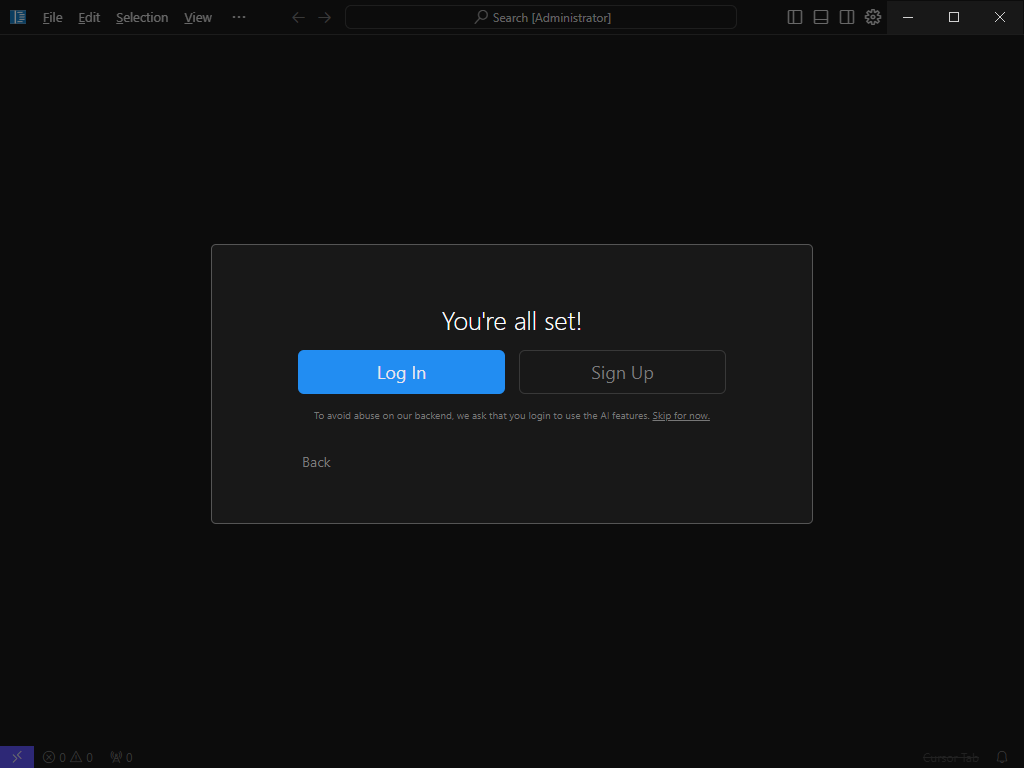 File Edit Selection View ··· Search [Administrator]
You're all set!
Log In Sign Up
To avoid abuse on our backend, we ask that you login to use the AI features. Skip for now.
Back
0 0 0 Cursor Tab